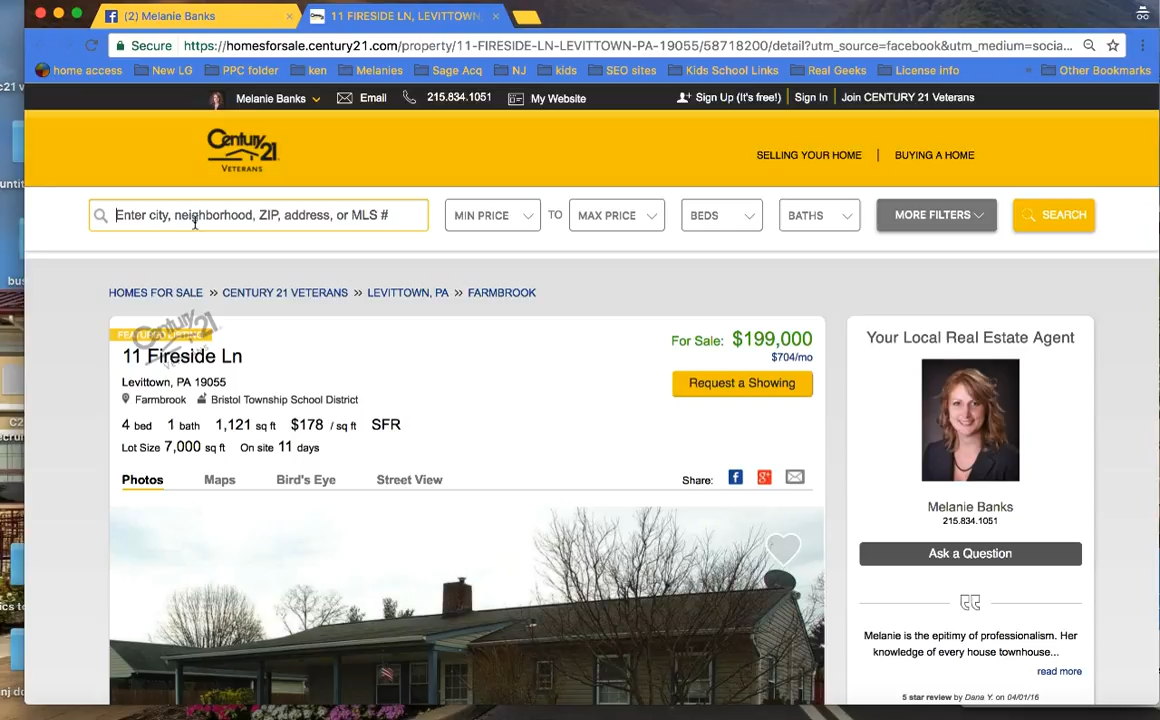 (2) Melanie Banks
11 FIRESIDE LN, LEVITTOWN,
Secure
https://homesforsale.century21.com/property/11-FIRESIDE-LN-LEVITTOWN-PA-19055/58718200/detail?utm_source=facebook&utm_medium=socia...
home access New LG PPC folder ken Melanies Sage Acq NJ kids SEO sites Kids School Links Real Geeks License info » Other Bookmarks
Melanie Banks Email 215.834.1051 My Website Sign Up (It's free!) Sign In Join CENTURY 21 Veterans
Century 21
VETERANS
SELLING YOUR HOME | BUYING A HOME
Enter city, neighborhood, ZIP, address, or MLS # MIN PRICE TO MAX PRICE BEDS BATHS MORE FILTERS SEARCH
HOMES FOR SALE » CENTURY 21 VETERANS » LEVITTOWN, PA » FARMBROOK
FEATURED LISTING
Century 21
11 Fireside Ln
For Sale: $199,000
$704/mo
Levittown, PA 19055
Request a Showing
Farmbrook Bristol Township School District
4 bed 1 bath 1,121 sq ft $178 / sq ft SFR
Lot Size 7,000 sq ft On site 11 days
Photos Maps Bird's Eye Street View
Share:
Your Local Real Estate Agent
Melanie Banks
215.834.1051
Ask a Question
Melanie is the epitimy of professionalism. Her
knowledge of every house townhouse...
read more
5 star review by Dana Y. on 04/01/16